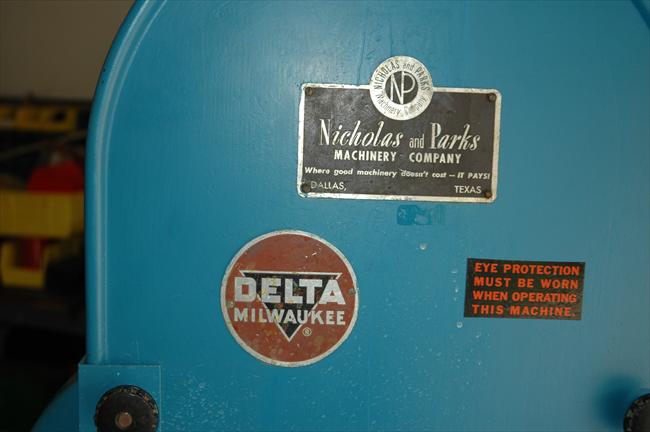 NICHOLAS and PARKS
Machinery Company
NP
Nicholas and Parks
MACHINERY COMPANY
Where good machinery doesn't cost — IT PAYS!
DALLAS, TEXAS
DELTA
MILWAUKEE
®
EYE PROTECTION
MUST BE WORN
WHEN OPERATING
THIS MACHINE.